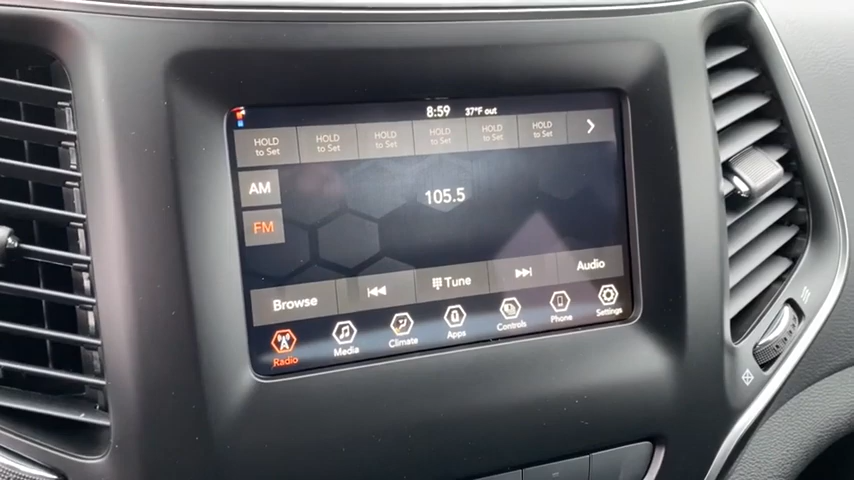 8:59 37°F out
HOLD to Set HOLD to Set HOLD to Set HOLD to Set HOLD to Set HOLD to Set
AM
105.5
FM
Browse Tune Audio
Radio Media Climate Apps Controls Phone Settings